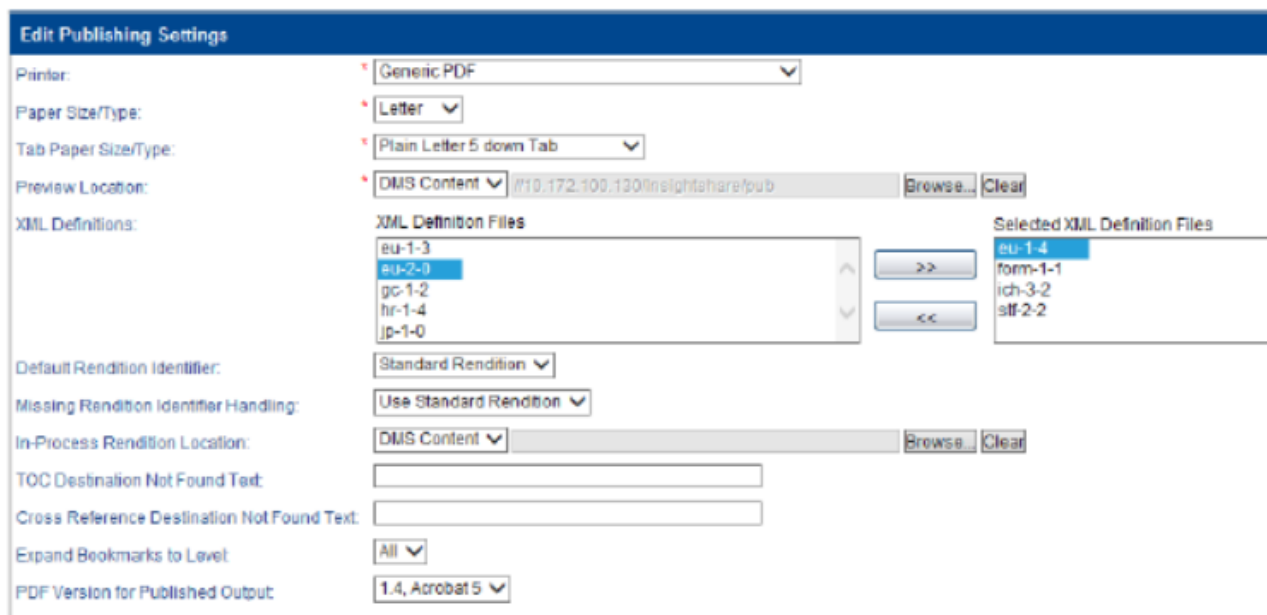 Edit Publishing Settings
Printer: * Generic PDF
Paper Size/Type: * Letter
Tab Paper Size/Type: * Plain Letter 5 down Tab
Preview Location: * DMS Content //10.172.100.130/insightshare/pub Browse... Clear
XML Definitions: XML Definition Files Selected XML Definition Files
eu-1-3 eu-1-4
eu-2-0 >> form-1-1
gc-1-2 ich-3-2
hr-1-4 << stf-2-2
jp-1-0
Default Rendition Identifier: Standard Rendition
Missing Rendition Identifier Handling: Use Standard Rendition
In-Process Rendition Location: DMS Content Browse... Clear
TOC Destination Not Found Text:
Cross Reference Destination Not Found Text:
Expand Bookmarks to Level: All
PDF Version for Published Output: 1.4, Acrobat 5